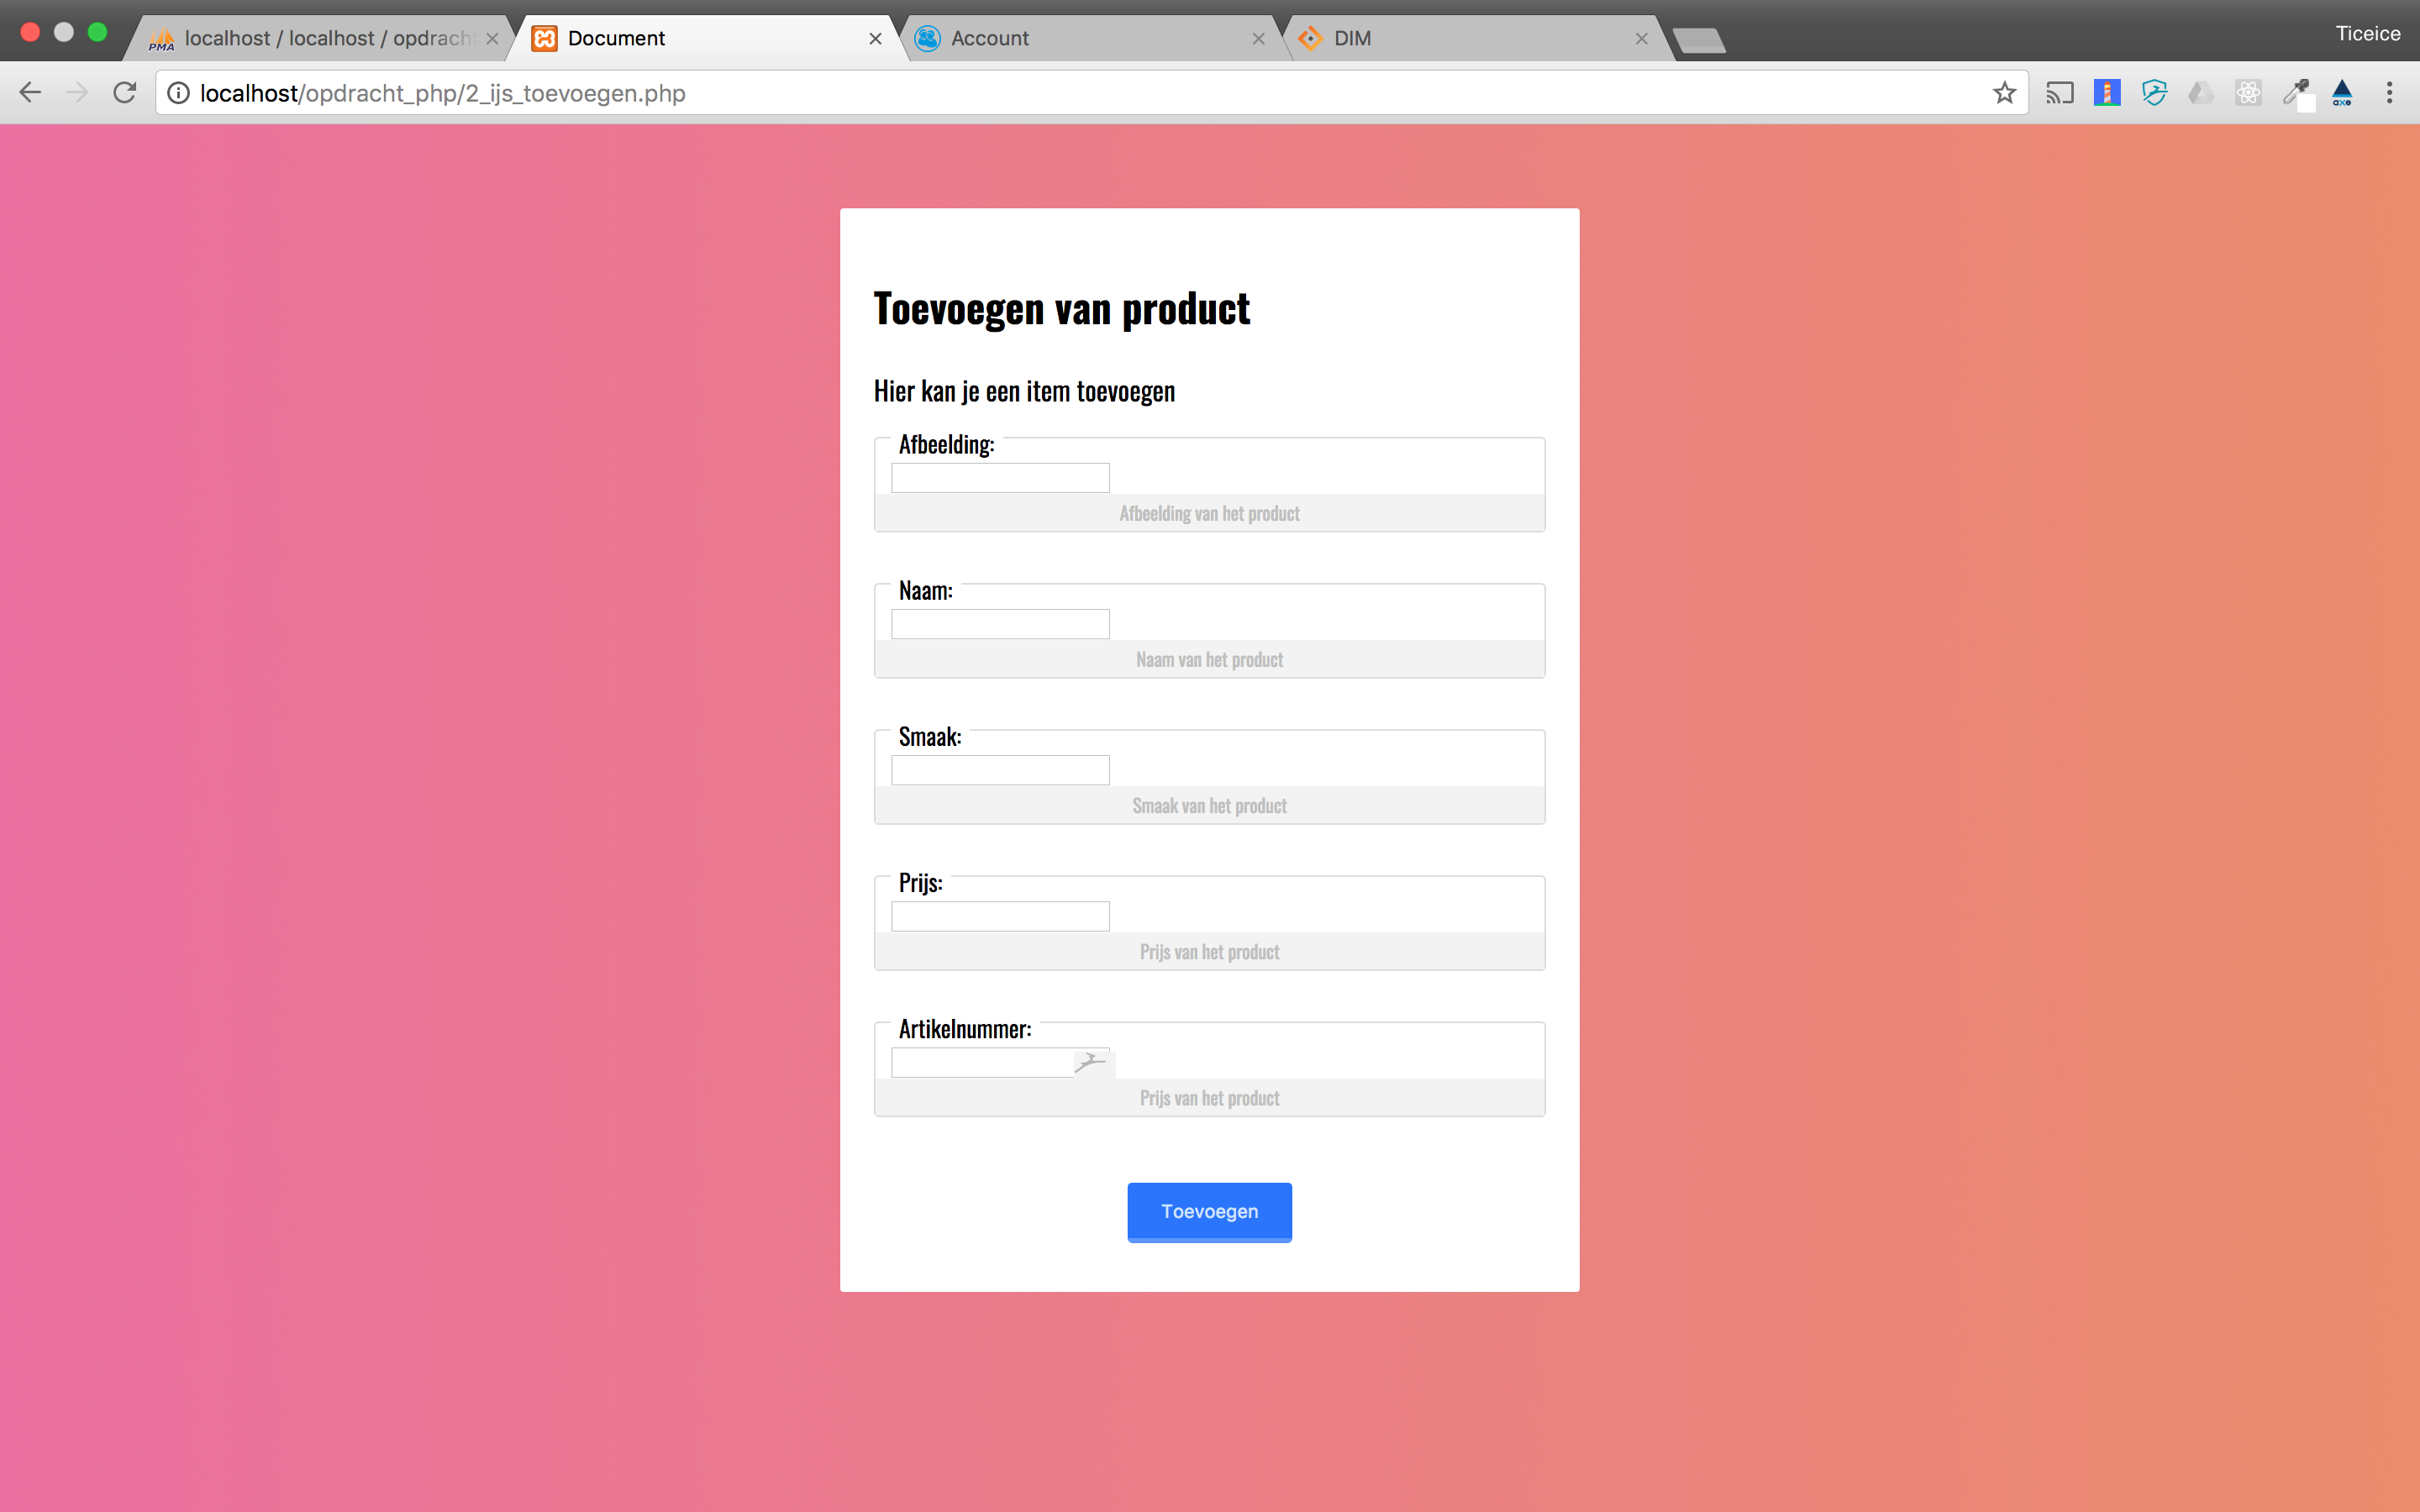 localhost / localhost / opdracht
Document
Account
DIM
Ticeice
PMA
localhost/opdracht_php/2_ijs_toevoegen.php
axe
Toevoegen van product
Hier kan je een item toevoegen
Afbeelding:
Afbeelding van het product
Naam:
Naam van het product
Smaak:
Smaak van het product
Prijs:
Prijs van het product
Artikelnummer:
Prijs van het product
Toevoegen